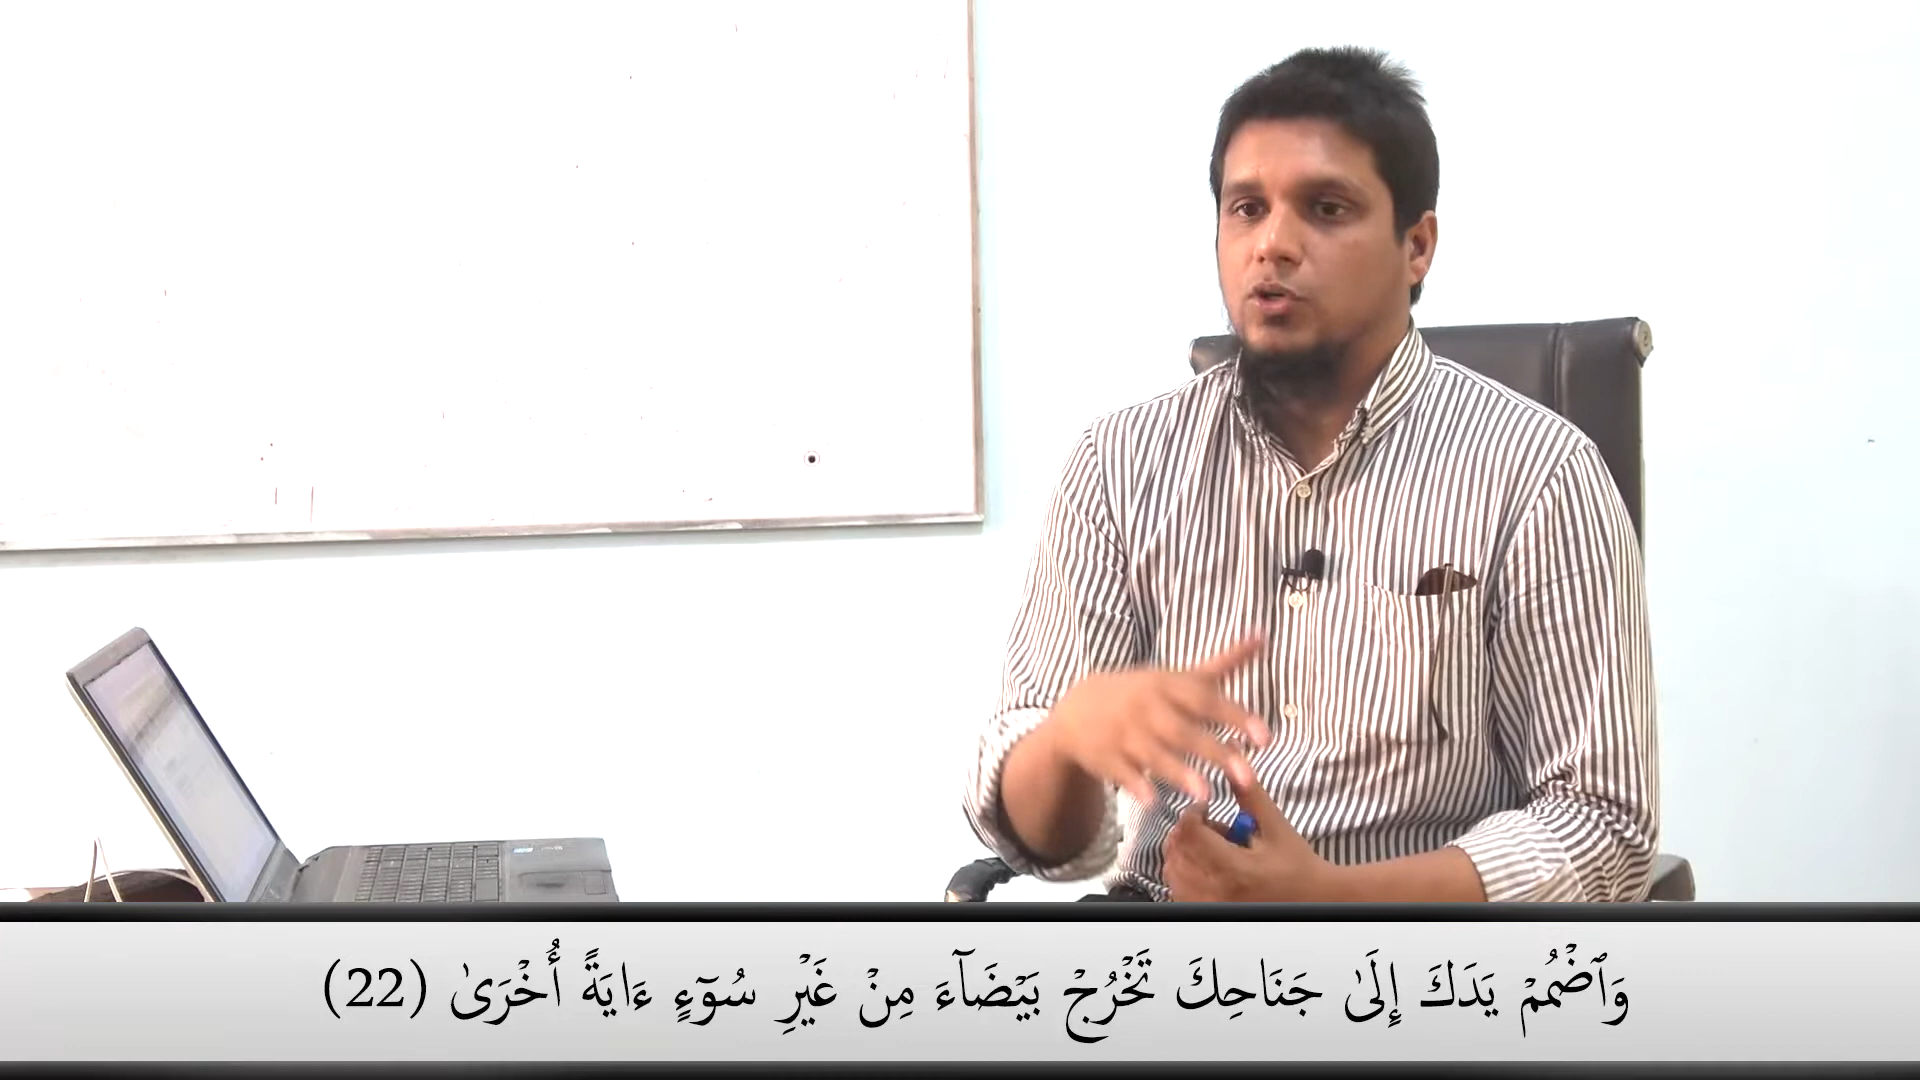 وَٱضْمُمْ يَدَكَ إِلَىٰ جَنَاحِكَ تَخْرُجْ بَيْضَآءَ مِنْ غَيْرِ سُوٓءٍ ءَايَةً أُخْرَىٰ (22)